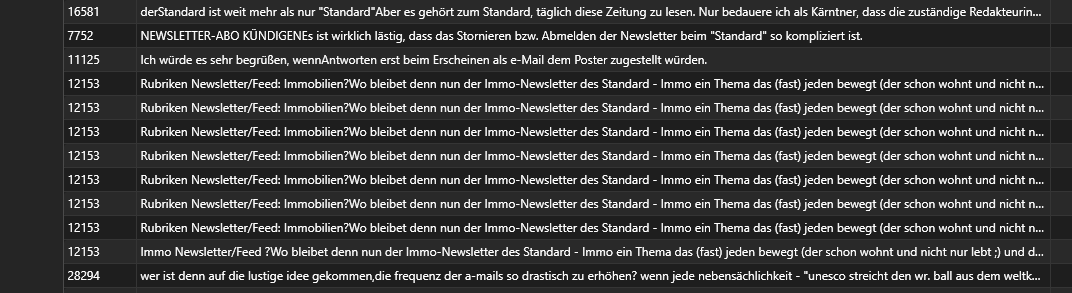 16581 derStandard ist weit mehr als nur "Standard"Aber es gehört zum Standard, täglich diese Zeitung zu lesen. Nur bedauere ich als Kärntner, dass die zuständige Redakteurin...
7752 NEWSLETTER-ABO KÜNDIGENEs ist wirklich lästig, dass das Stornieren bzw. Abmelden der Newsletter beim "Standard" so kompliziert ist.
11125 Ich würde es sehr begrüßen, wennAntworten erst beim Erscheinen als e-Mail dem Poster zugestellt würden.
12153 Rubriken Newsletter/Feed: Immobilien?Wo bleibet denn nun der Immo-Newsletter des Standard - Immo ein Thema das (fast) jeden bewegt (der schon wohnt und nicht n...
12153 Rubriken Newsletter/Feed: Immobilien?Wo bleibet denn nun der Immo-Newsletter des Standard - Immo ein Thema das (fast) jeden bewegt (der schon wohnt und nicht n...
12153 Rubriken Newsletter/Feed: Immobilien?Wo bleibet denn nun der Immo-Newsletter des Standard - Immo ein Thema das (fast) jeden bewegt (der schon wohnt und nicht n...
12153 Rubriken Newsletter/Feed: Immobilien?Wo bleibet denn nun der Immo-Newsletter des Standard - Immo ein Thema das (fast) jeden bewegt (der schon wohnt und nicht n...
12153 Rubriken Newsletter/Feed: Immobilien?Wo bleibet denn nun der Immo-Newsletter des Standard - Immo ein Thema das (fast) jeden bewegt (der schon wohnt und nicht n...
12153 Rubriken Newsletter/Feed: Immobilien?Wo bleibet denn nun der Immo-Newsletter des Standard - Immo ein Thema das (fast) jeden bewegt (der schon wohnt und nicht n...
12153 Rubriken Newsletter/Feed: Immobilien?Wo bleibet denn nun der Immo-Newsletter des Standard - Immo ein Thema das (fast) jeden bewegt (der schon wohnt und nicht n...
12153 Immo Newsletter/Feed ?Wo bleibet denn nun der Immo-Newsletter des Standard - Immo ein Thema das (fast) jeden bewegt (der schon wohnt und nicht nur lebt ;) und d...
28294 wer ist denn auf die lustige idee gekommen,die frequenz der a-mails so drastisch zu erhöhen? wenn jede nebensächlichkeit - "unesco streicht den wr. ball aus dem weltk...